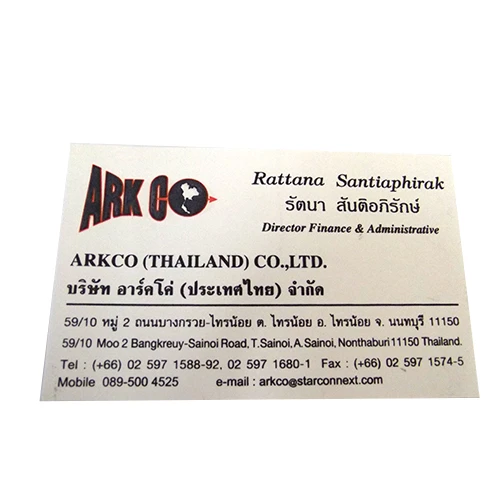 ARK CO
Rattana Santiaphirak
รัตนา สันติอภิรักษ์
Director Finance & Administrative
ARKCO (THAILAND) CO.,LTD.
บริษัท อาร์คโค่ (ประเทศไทย) จำกัด
59/10 หมู่ 2 ถนนบางกรวย-ไทรน้อย ต. ไทรน้อย อ. ไทรน้อย จ. นนทบุรี 11150
59/10 Moo 2 Bangkreuy-Sainoi Road, T.Sainoi, A. Sainoi, Nonthaburi 11150 Thailand.
Tel : (+66) 02 597 1588-92, 02 597 1680-1 Fax : (+66) 02 597 1574-5
Mobile 089-500 4525 e-mail : arkco@starconnext.com